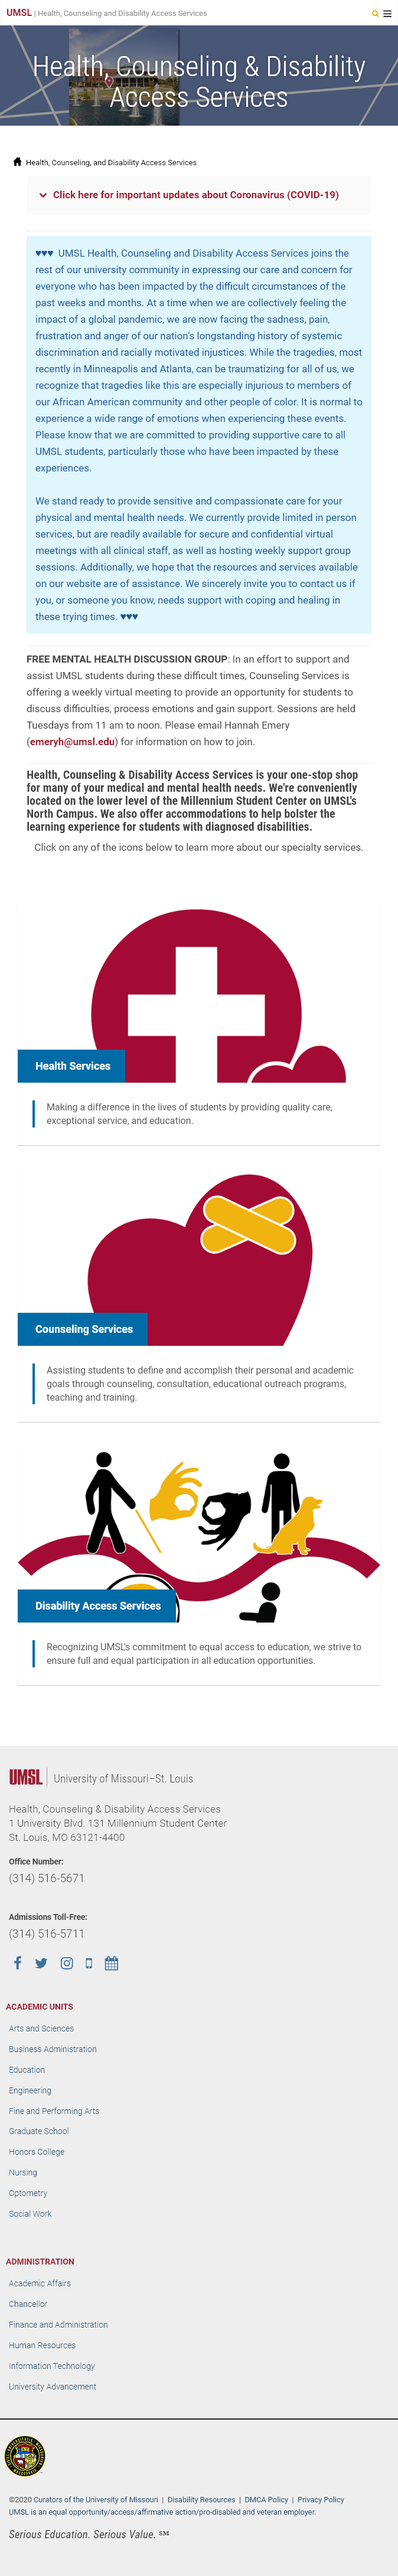 UMSL | Health, Counseling and Disability Access Services
Health, Counseling & Disability
Access Services
Health, Counseling, and Disability Access Services
Click here for important updates about Coronavirus (COVID-19)
♥♥♥ UMSL Health, Counseling and Disability Access Services joins the
rest of our university community in expressing our care and concern for
everyone who has been impacted by the difficult circumstances of the
past weeks and months. At a time when we are collectively feeling the
impact of a global pandemic, we are now facing the sadness, pain,
frustration and anger of our nation's longstanding history of systemic
discrimination and racially motivated injustices. While the tragedies, most
recently in Minneapolis and Atlanta, can be traumatizing for all of us, we
recognize that tragedies like this are especially injurious to members of
our African American community and other people of color. It is normal to
experience a wide range of emotions when experiencing these events.
Please know that we are committed to providing supportive care to all
UMSL students, particularly those who have been impacted by these
experiences.
We stand ready to provide sensitive and compassionate care for your
physical and mental health needs. We currently provide limited in person
services, but are readily available for secure and confidential virtual
meetings with all clinical staff, as well as hosting weekly support group
sessions. Additionally, we hope that the resources and services available
on our website are of assistance. We sincerely invite you to contact us if
you, or someone you know, needs support with coping and healing in
these trying times. ♥♥♥
FREE MENTAL HEALTH DISCUSSION GROUP: In an effort to support and
assist UMSL students during these difficult times, Counseling Services is
offering a weekly virtual meeting to provide an opportunity for students to
discuss difficulties, process emotions and gain support. Sessions are held
Tuesdays from 11 am to noon. Please email Hannah Emery
(emeryh@umsl.edu) for information on how to join.
Health, Counseling & Disability Access Services is your one-stop shop
for many of your medical and mental health needs. We're conveniently
located on the lower level of the Millennium Student Center on UMSL's
North Campus. We also offer accommodations to help bolster the
learning experience for students with diagnosed disabilities.
Click on any of the icons below to learn more about our specialty services.
Health Services
Making a difference in the lives of students by providing quality care,
exceptional service, and education.
Counseling Services
Assisting students to define and accomplish their personal and academic
goals through counseling, consultation, educational outreach programs,
teaching and training.
Disability Access Services
Recognizing UMSL's commitment to equal access to education, we strive to
ensure full and equal participation in all education opportunities.
UMSL | University of Missouri–St. Louis
Health, Counseling & Disability Access Services
1 University Blvd. 131 Millennium Student Center
St. Louis, MO 63121-4400
Office Number:
(314) 516-5671
Admissions Toll-Free:
(314) 516-5711
ACADEMIC UNITS
Arts and Sciences
Business Administration
Education
Engineering
Fine and Performing Arts
Graduate School
Honors College
Nursing
Optometry
Social Work
ADMINISTRATION
Academic Affairs
Chancellor
Finance and Administration
Human Resources
Information Technology
University Advancement
©2020 Curators of the University of Missouri | Disability Resources | DMCA Policy | Privacy Policy
UMSL is an equal opportunity/access/affirmative action/pro-disabled and veteran employer.
Serious Education. Serious Value. ℠